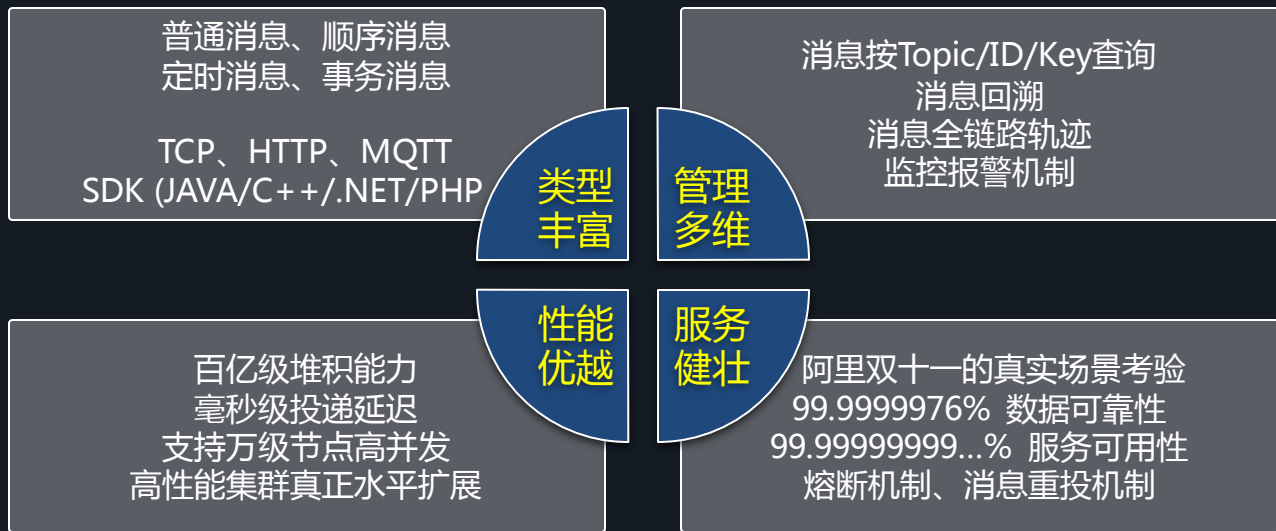 普通消息、顺序消息
定时消息、事务消息
TCP、HTTP、MQTT
SDK (JAVA/C++/.NET/PHP
类型
丰富
消息按Topic/ID/Key查询
消息回溯
消息全链路轨迹
监控报警机制
管理
多维
性能
优越
百亿级堆积能力
毫秒级投递延迟
支持万级节点高并发
高性能集群真正水平扩展
服务
健壮
阿里双十一的真实场景考验
99.9999976% 数据可靠性
99.99999999...% 服务可用性
熔断机制、消息重投机制